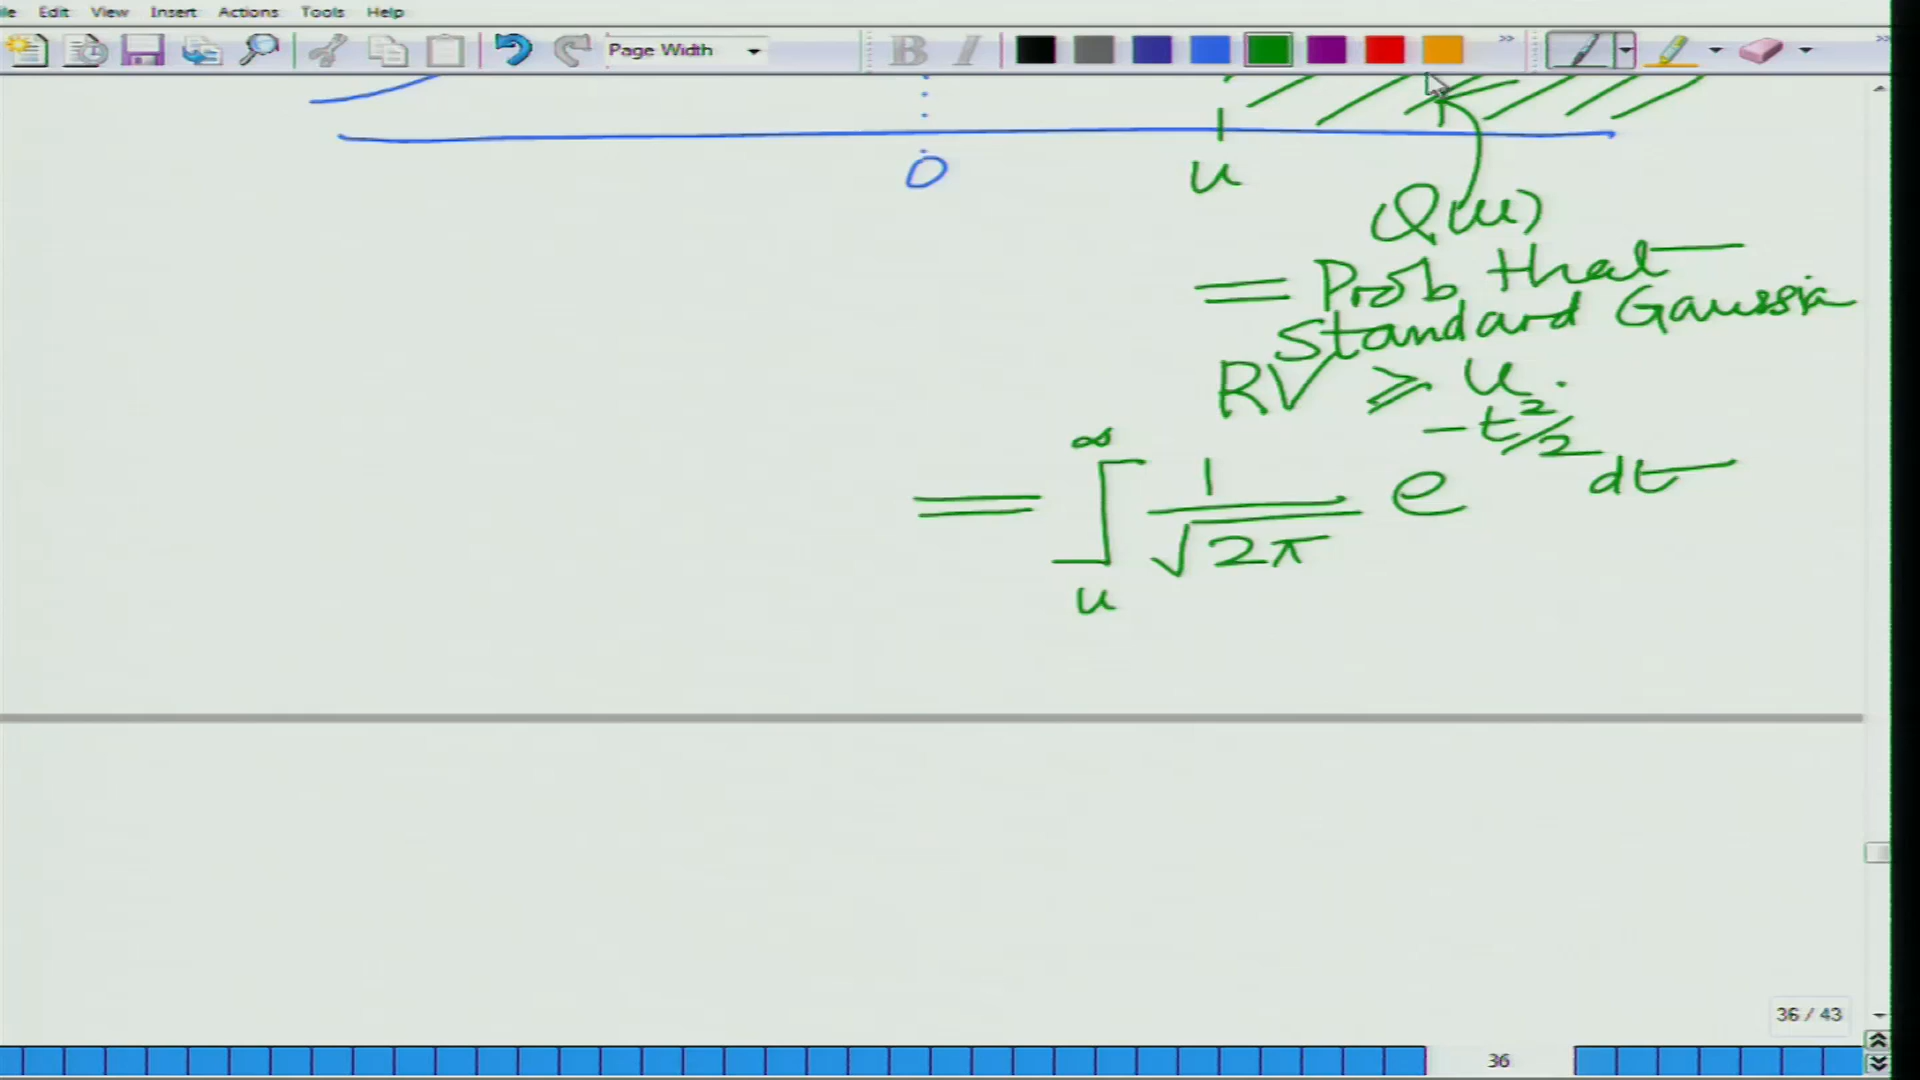 le Edit View Insert Actions Tools Help
Page Width B I
0 u
Q(u)
= Prob that
Standard Gaussian
RV ≥ u.
= ∫_u^∞ 1/√2π e^{-t²/2} dt
36 / 43
36